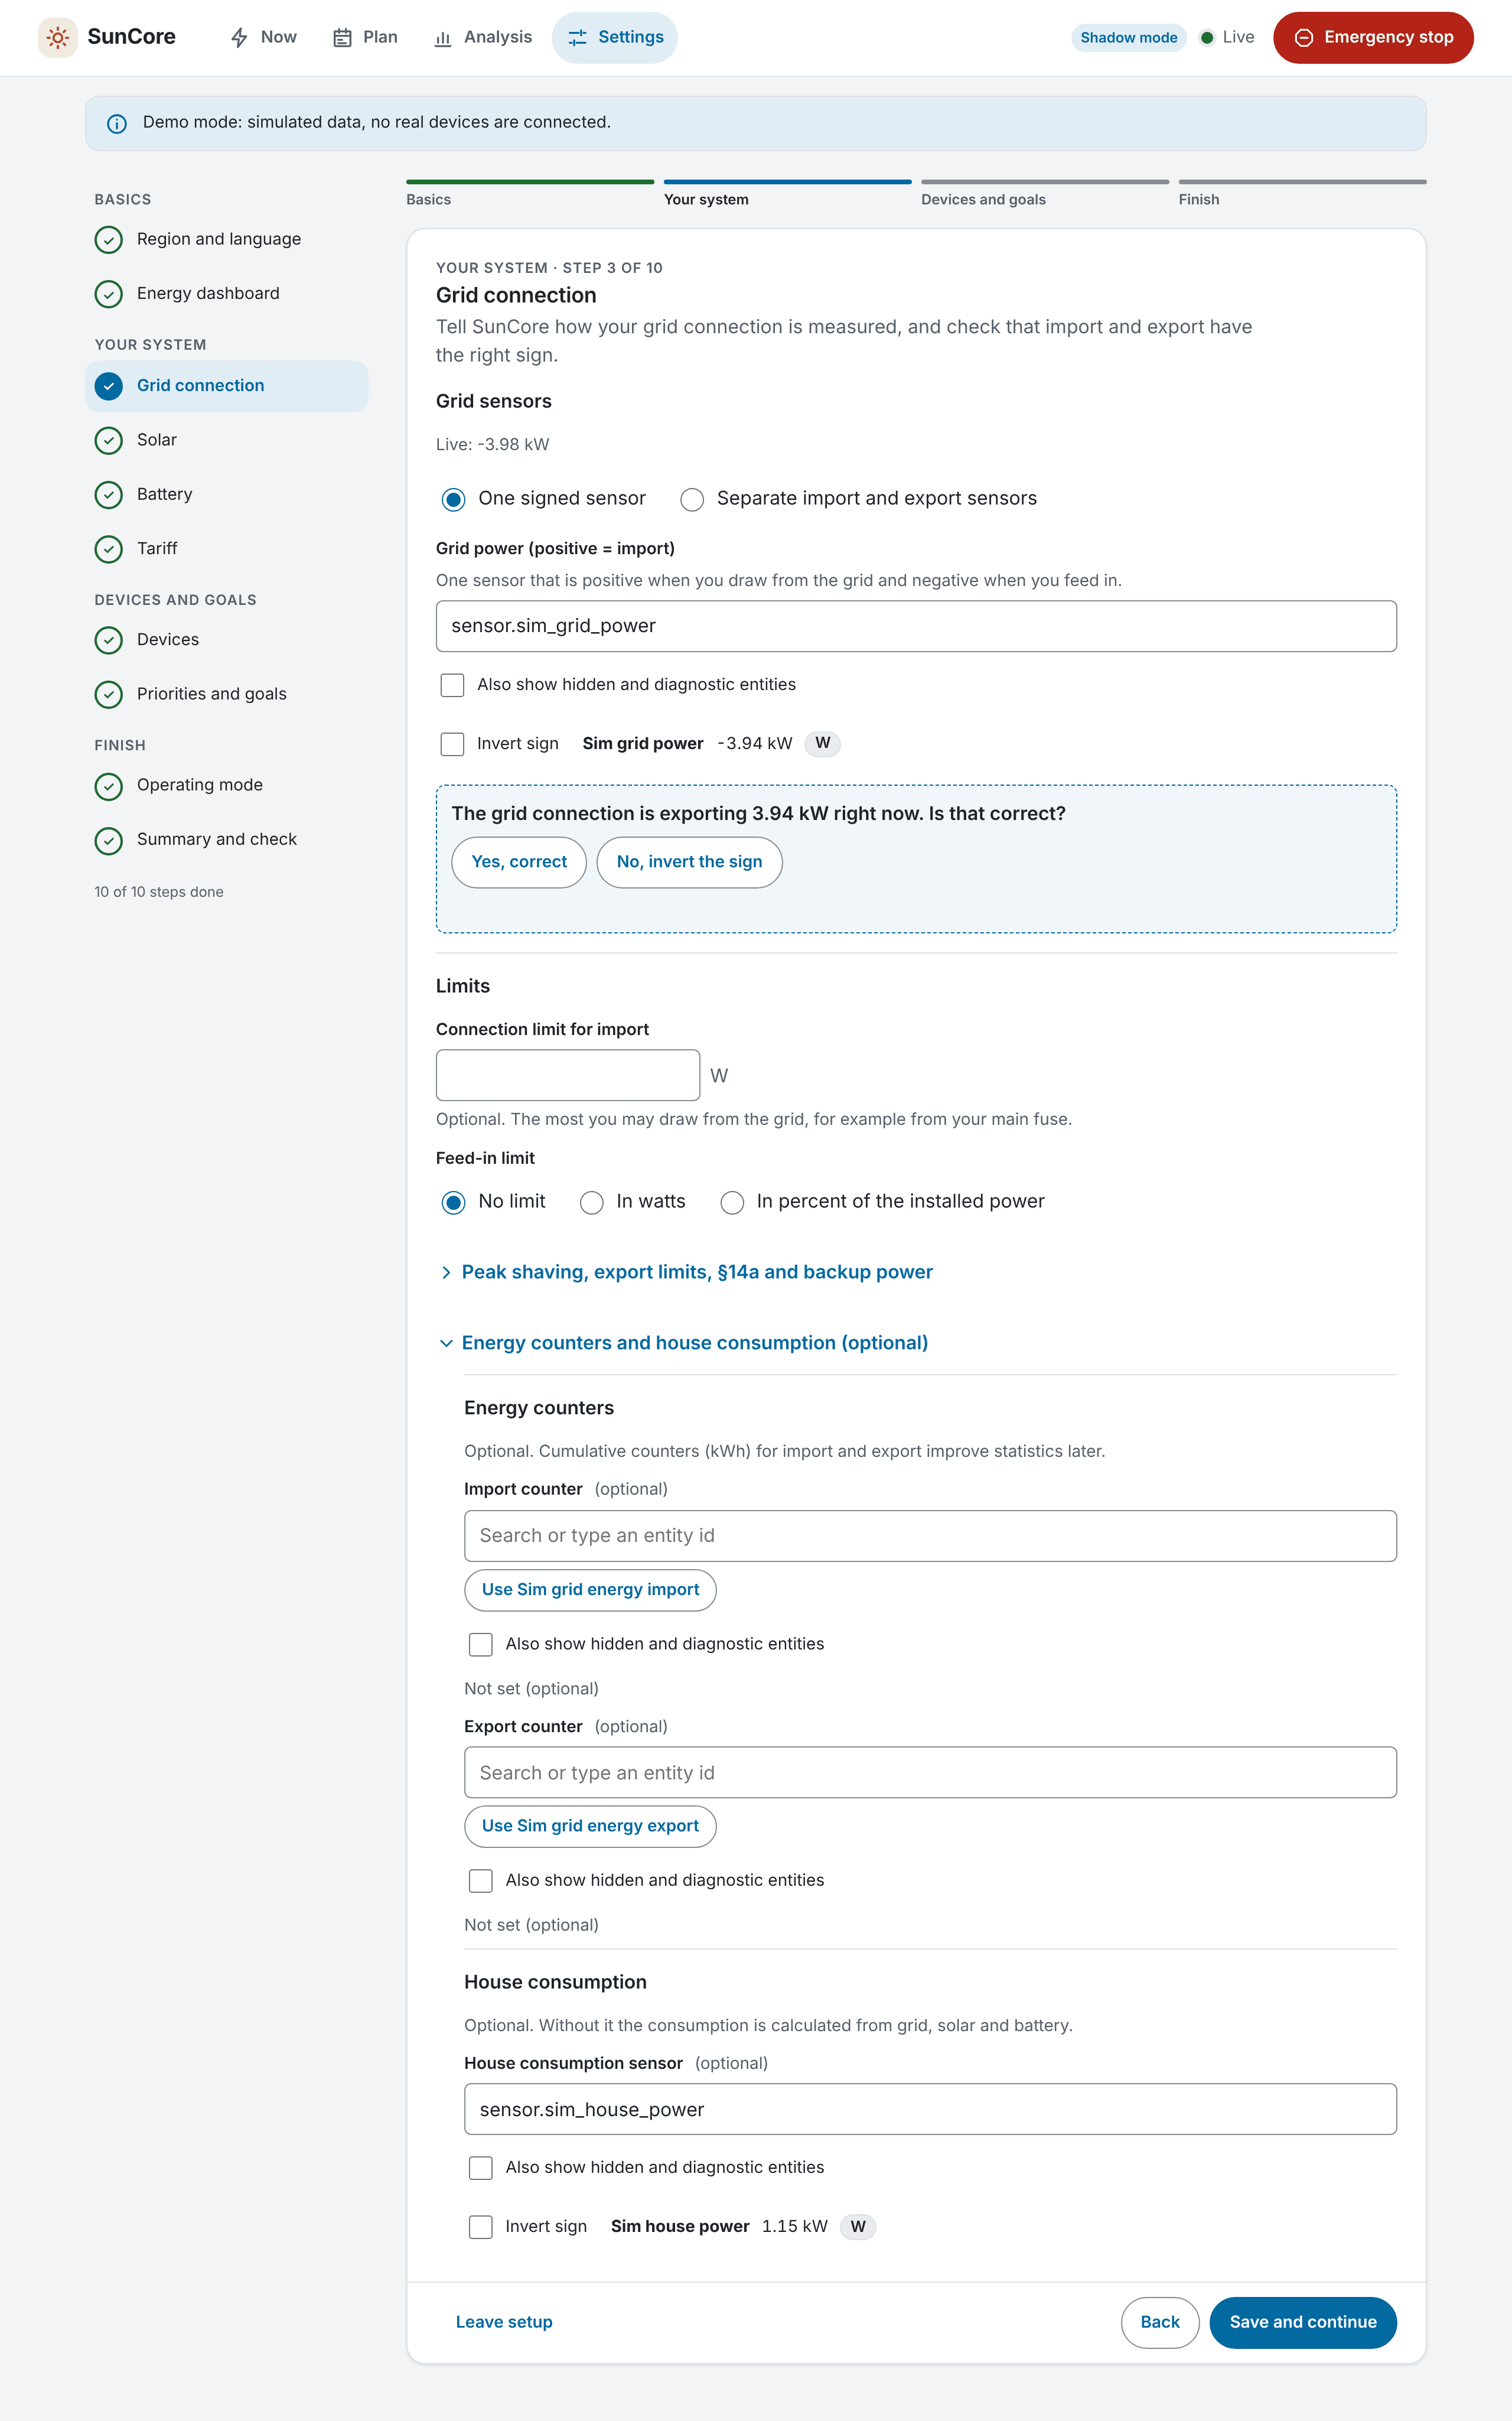 SunCore
Now
Plan
Analysis
Settings
Shadow mode
Live
Emergency stop
Demo mode: simulated data, no real devices are connected.
BASICS
Region and language
Energy dashboard
YOUR SYSTEM
Grid connection
Solar
Battery
Tariff
DEVICES AND GOALS
Devices
Priorities and goals
FINISH
Operating mode
Summary and check
10 of 10 steps done
Basics
Your system
Devices and goals
Finish
YOUR SYSTEM · STEP 3 OF 10
Grid connection
Tell SunCore how your grid connection is measured, and check that import and export have
the right sign.
Grid sensors
Live: -3.98 kW
One signed sensor
Separate import and export sensors
Grid power (positive = import)
One sensor that is positive when you draw from the grid and negative when you feed in.
sensor.sim_grid_power
Also show hidden and diagnostic entities
Invert sign Sim grid power -3.94 kW W
The grid connection is exporting 3.94 kW right now. Is that correct?
Yes, correct
No, invert the sign
Limits
Connection limit for import
W
Optional. The most you may draw from the grid, for example from your main fuse.
Feed-in limit
No limit
In watts
In percent of the installed power
Peak shaving, export limits, §14a and backup power
Energy counters and house consumption (optional)
Energy counters
Optional. Cumulative counters (kWh) for import and export improve statistics later.
Import counter (optional)
Search or type an entity id
Use Sim grid energy import
Also show hidden and diagnostic entities
Not set (optional)
Export counter (optional)
Search or type an entity id
Use Sim grid energy export
Also show hidden and diagnostic entities
Not set (optional)
House consumption
Optional. Without it the consumption is calculated from grid, solar and battery.
House consumption sensor (optional)
sensor.sim_house_power
Also show hidden and diagnostic entities
Invert sign Sim house power 1.15 kW W
Leave setup
Back
Save and continue